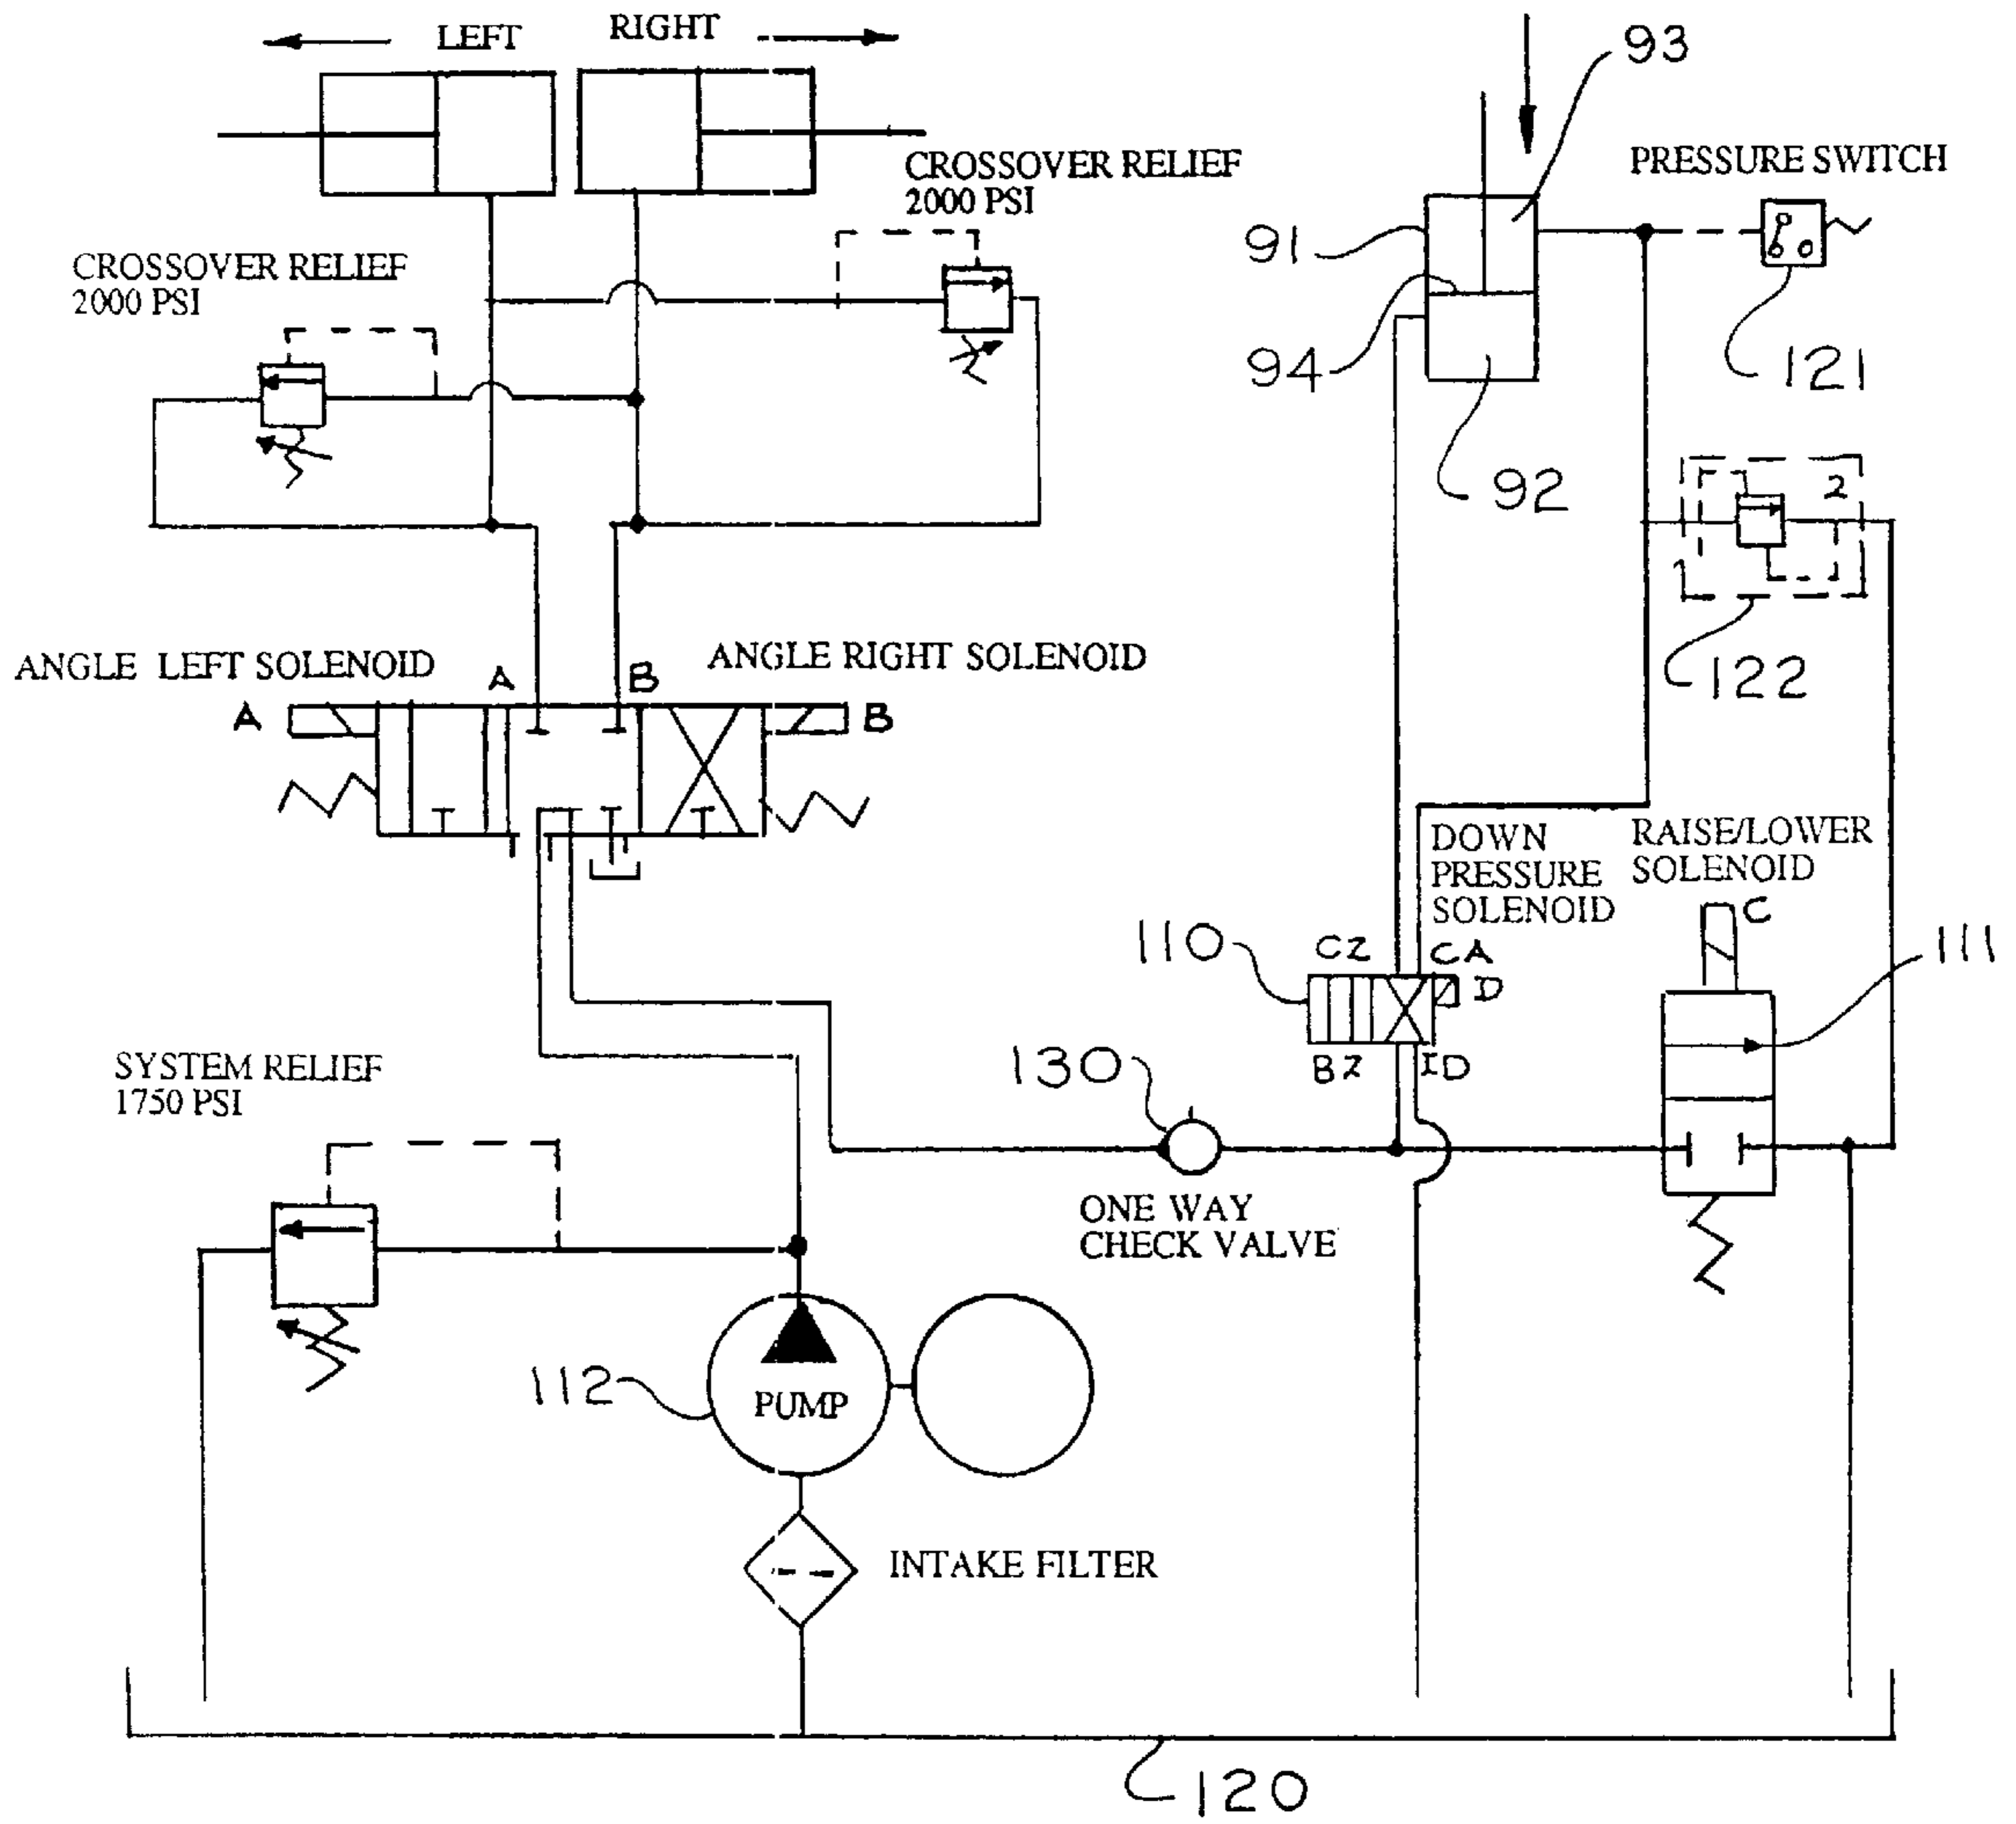 LEFT
RIGHT
93
CROSSOVER RELIEF
2000 PSI
PRESSURE SWITCH
91
CROSSOVER RELIEF
2000 PSI
94
121
92
2
1
122
ANGLE LEFT SOLENOID
A
B
ANGLE RIGHT SOLENOID
A
B
DOWN
PRESSURE
SOLENOID
RAISE/LOWER
SOLENOID
C
110
C2
CA
D
111
B2
ID
130
SYSTEM RELIEF
1750 PSI
ONE WAY
CHECK VALVE
112
PUMP
INTAKE FILTER
120